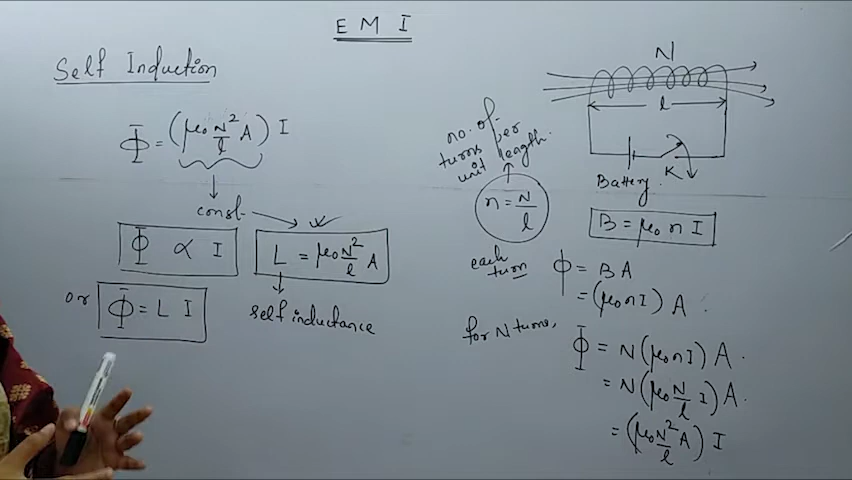 E M I
Self Induction
Φ = (μ₀ N²/l A) I
const.
Φ ∝ I
L = μ₀ N²/l A
or Φ = L I
self inductance
N
l
Battery.
K
no. of turns per unit length.
n = N/l
B = μ₀ n I
each turn
ϕ = B A
= (μ₀ n I) A.
for N turns,
Φ = N (μ₀ n I) A.
= N (μ₀ N/l I) A.
= (μ₀ N²/l A) I